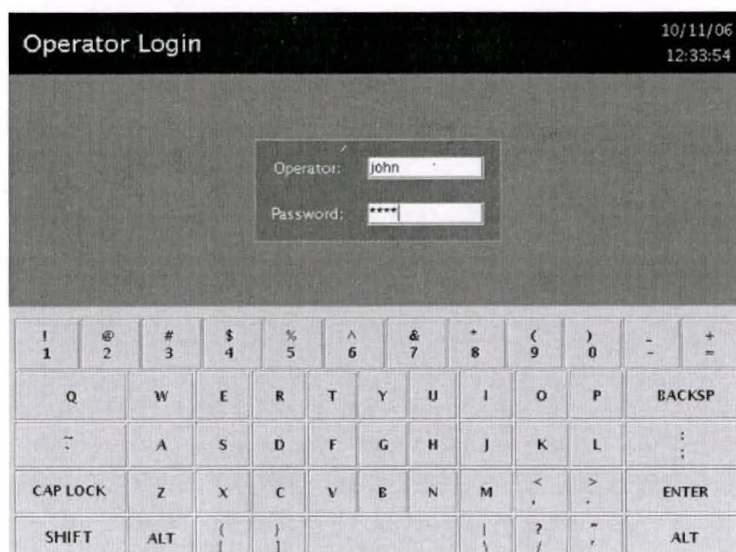 Operator Login
10/11/06
12:33:54
Operator: john
Password: ****
! @ # $ % ^ & * ( ) _ +
1 2 3 4 5 6 7 8 9 0 - =
Q W E R T Y U I O P BACKSP
~ A S D F G H J K L :
;
CAP LOCK Z X C V B N M < > ENTER
, .
SHIFT ALT { } | ? " ALT
[ ] \ / '